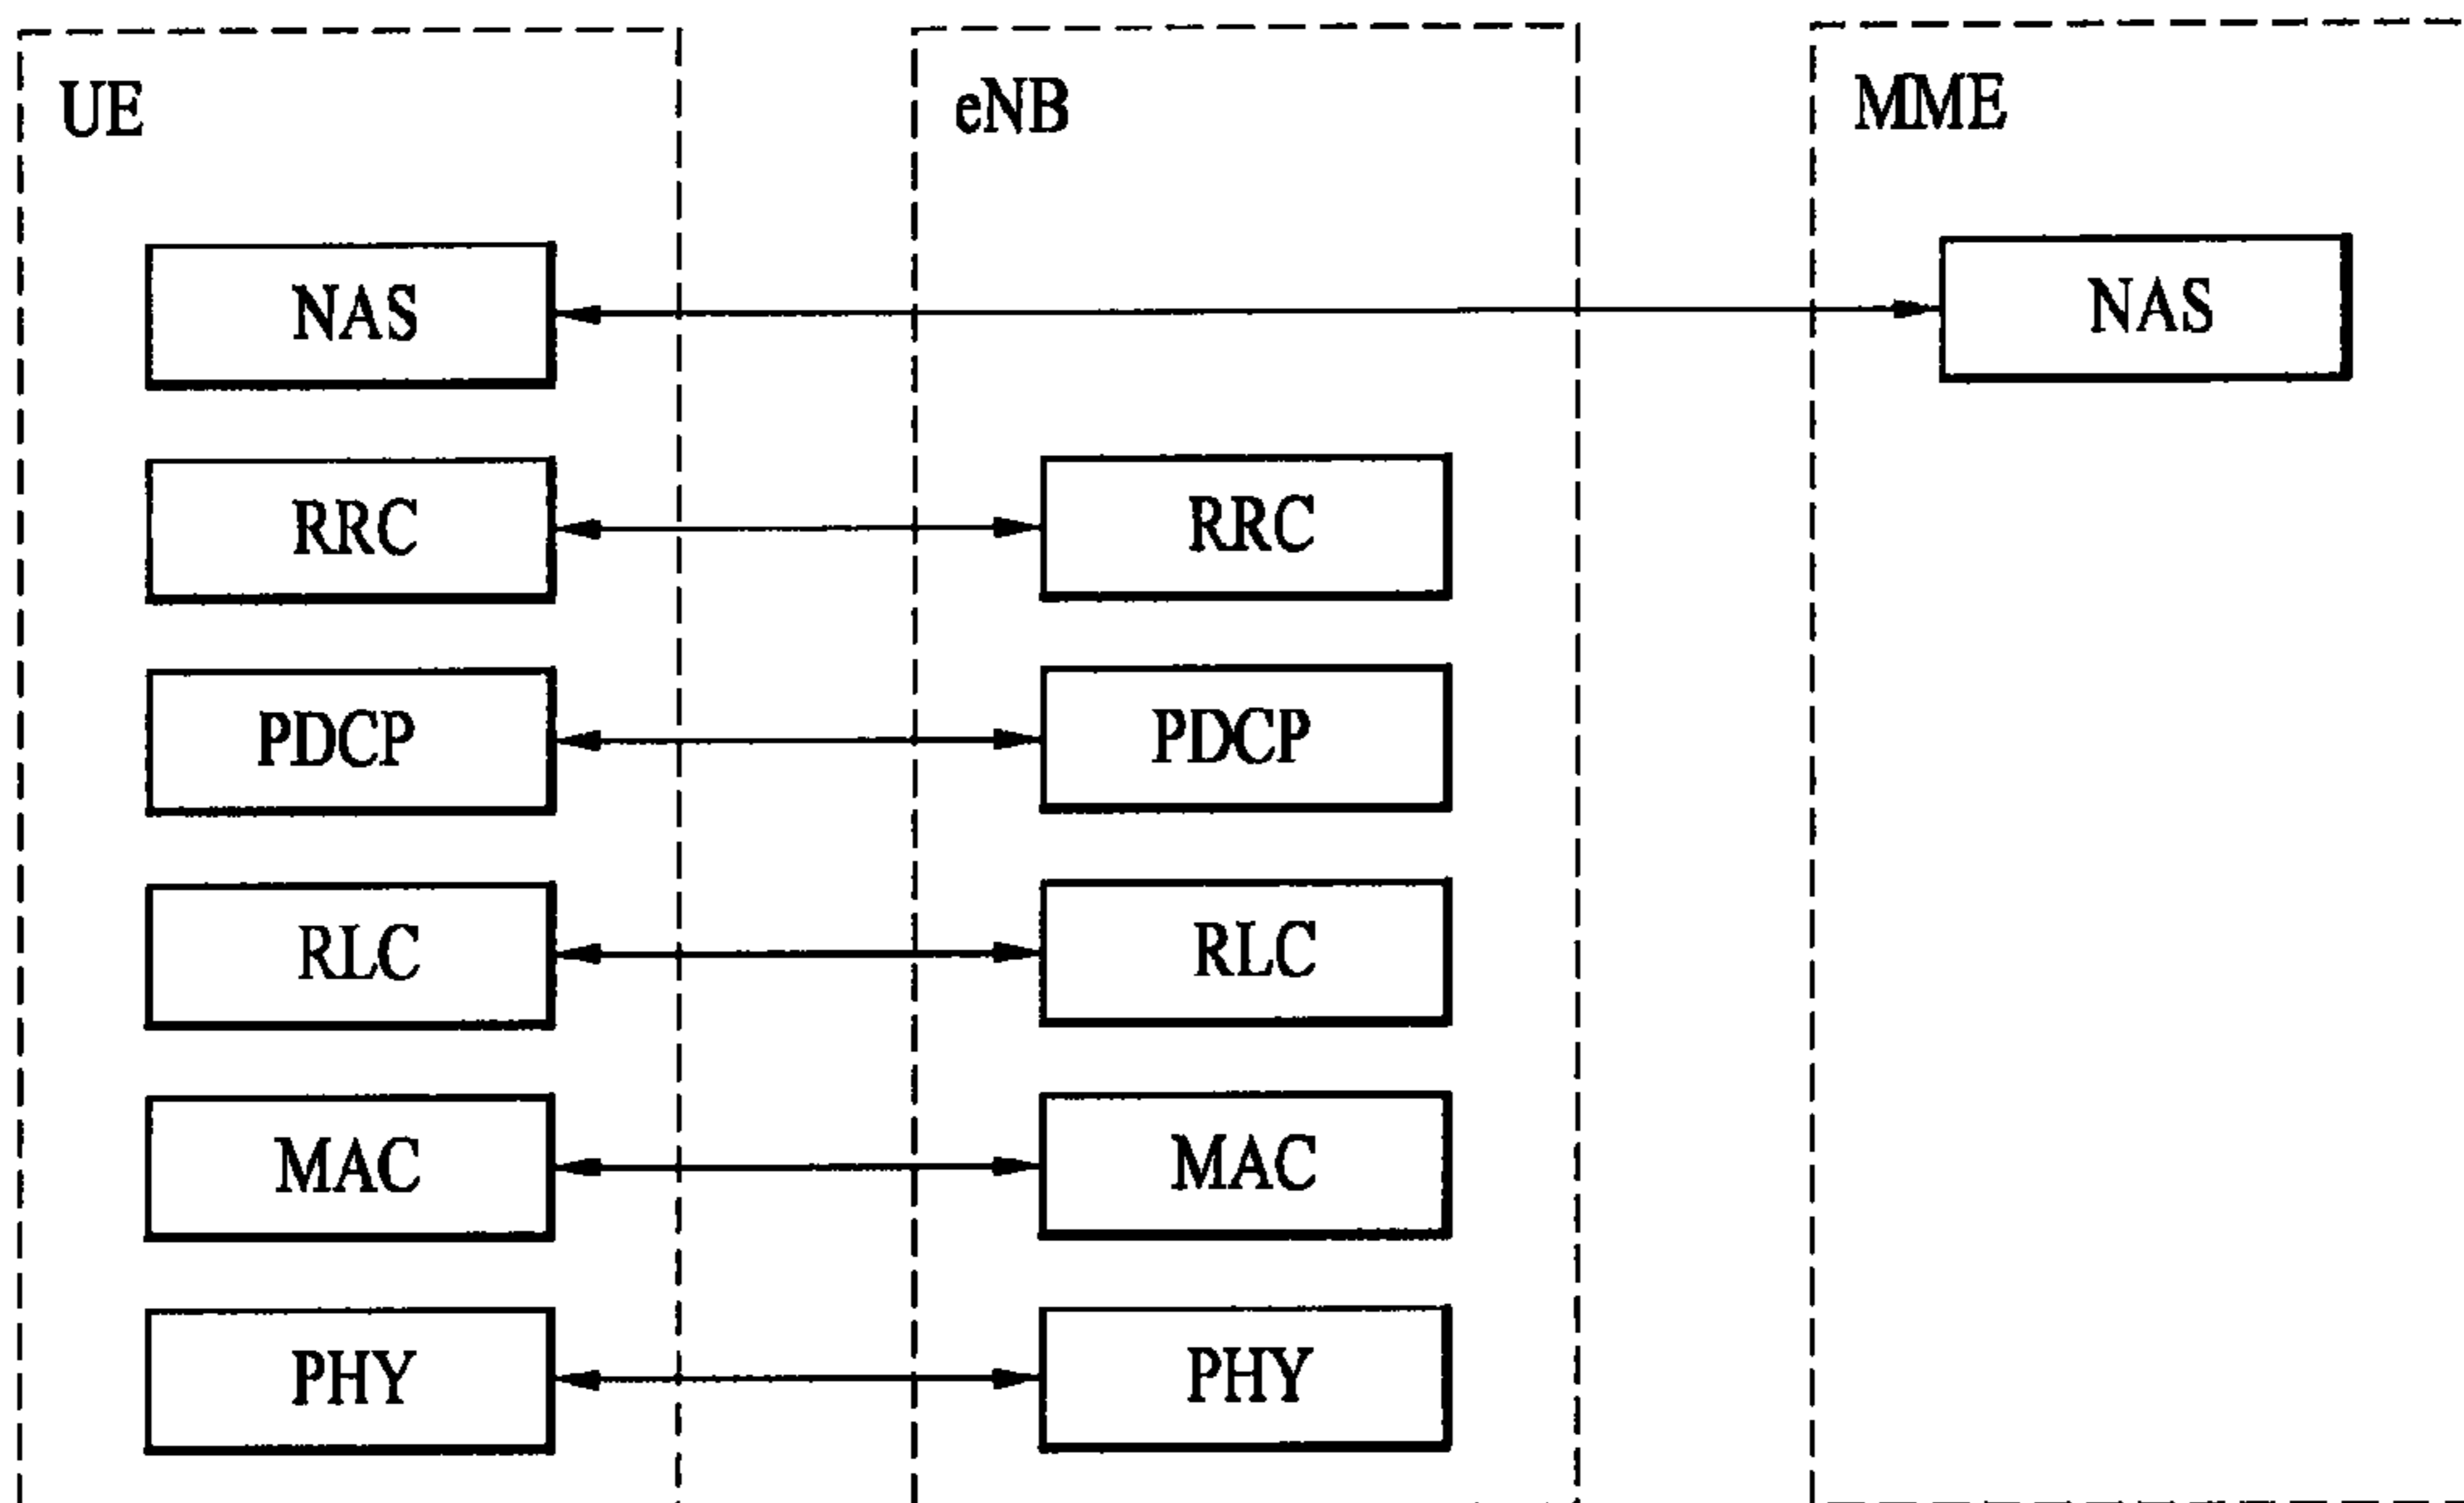 UE
eNB
MME
NAS
NAS
RRC
RRC
PDCP
PDCP
RLC
RLC
MAC
MAC
PHY
PHY